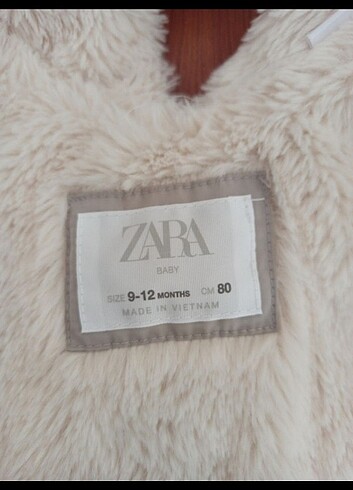 ZARA
BABY
SIZE 9-12 MONTHS CM 80
MADE IN VIETNAM